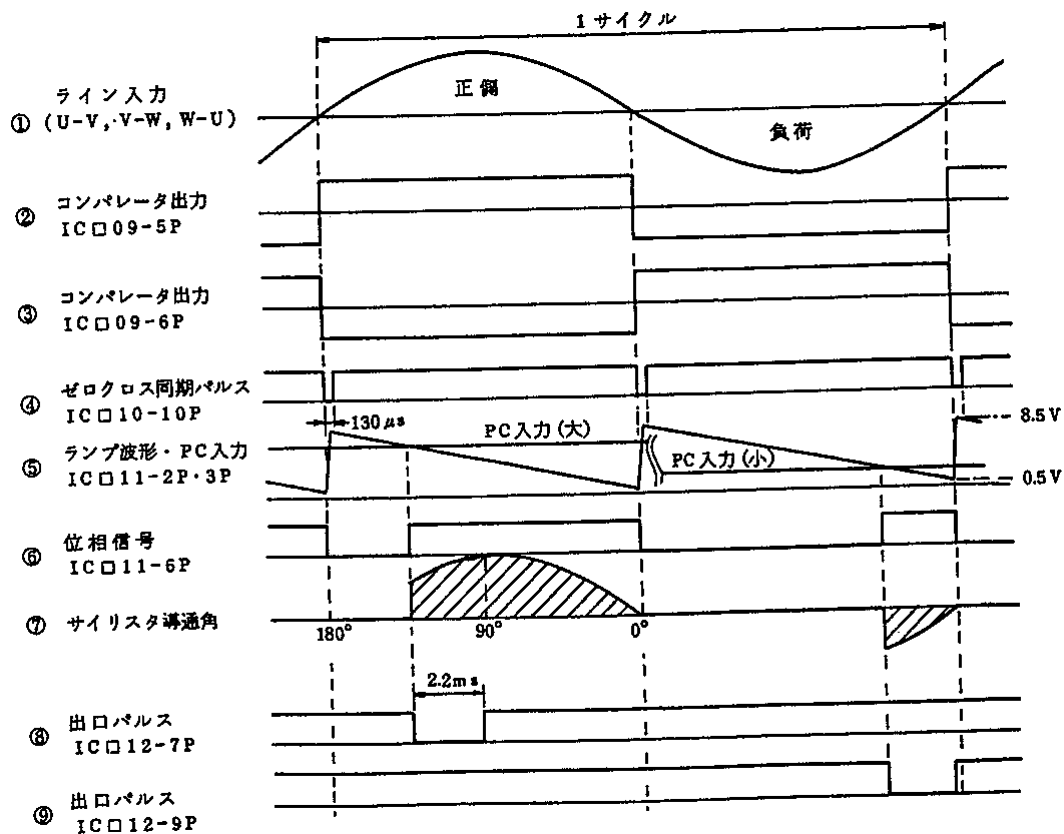 1サイクル
正側
負荷
ライン入力
① (U-V, V-W, W-U)
② コンパレータ出力
IC□09-5P
③ コンパレータ出力
IC□09-6P
④ ゼロクロス同期パルス
IC□10-10P
130μs
8.5V
PC入力(大)
PC入力(小)
⑤ ランプ波形・PC入力
IC□11-2P・3P
0.5V
⑥ 位相信号
IC□11-6P
⑦ サイリスタ導通角
180°
90°
0°
2.2ms
⑧ 出口パルス
IC□12-7P
⑨ 出口パルス
IC□12-9P